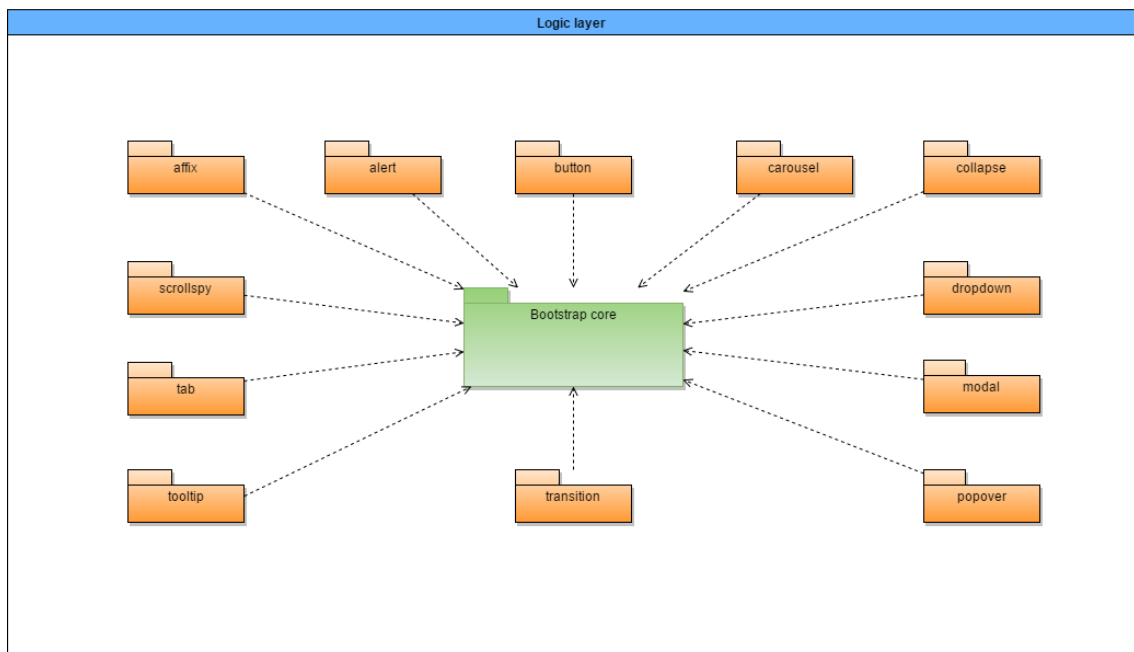 Logic layer
affix
alert
button
carousel
collapse
scrollspy
Bootstrap core
dropdown
tab
modal
tooltip
transition
popover